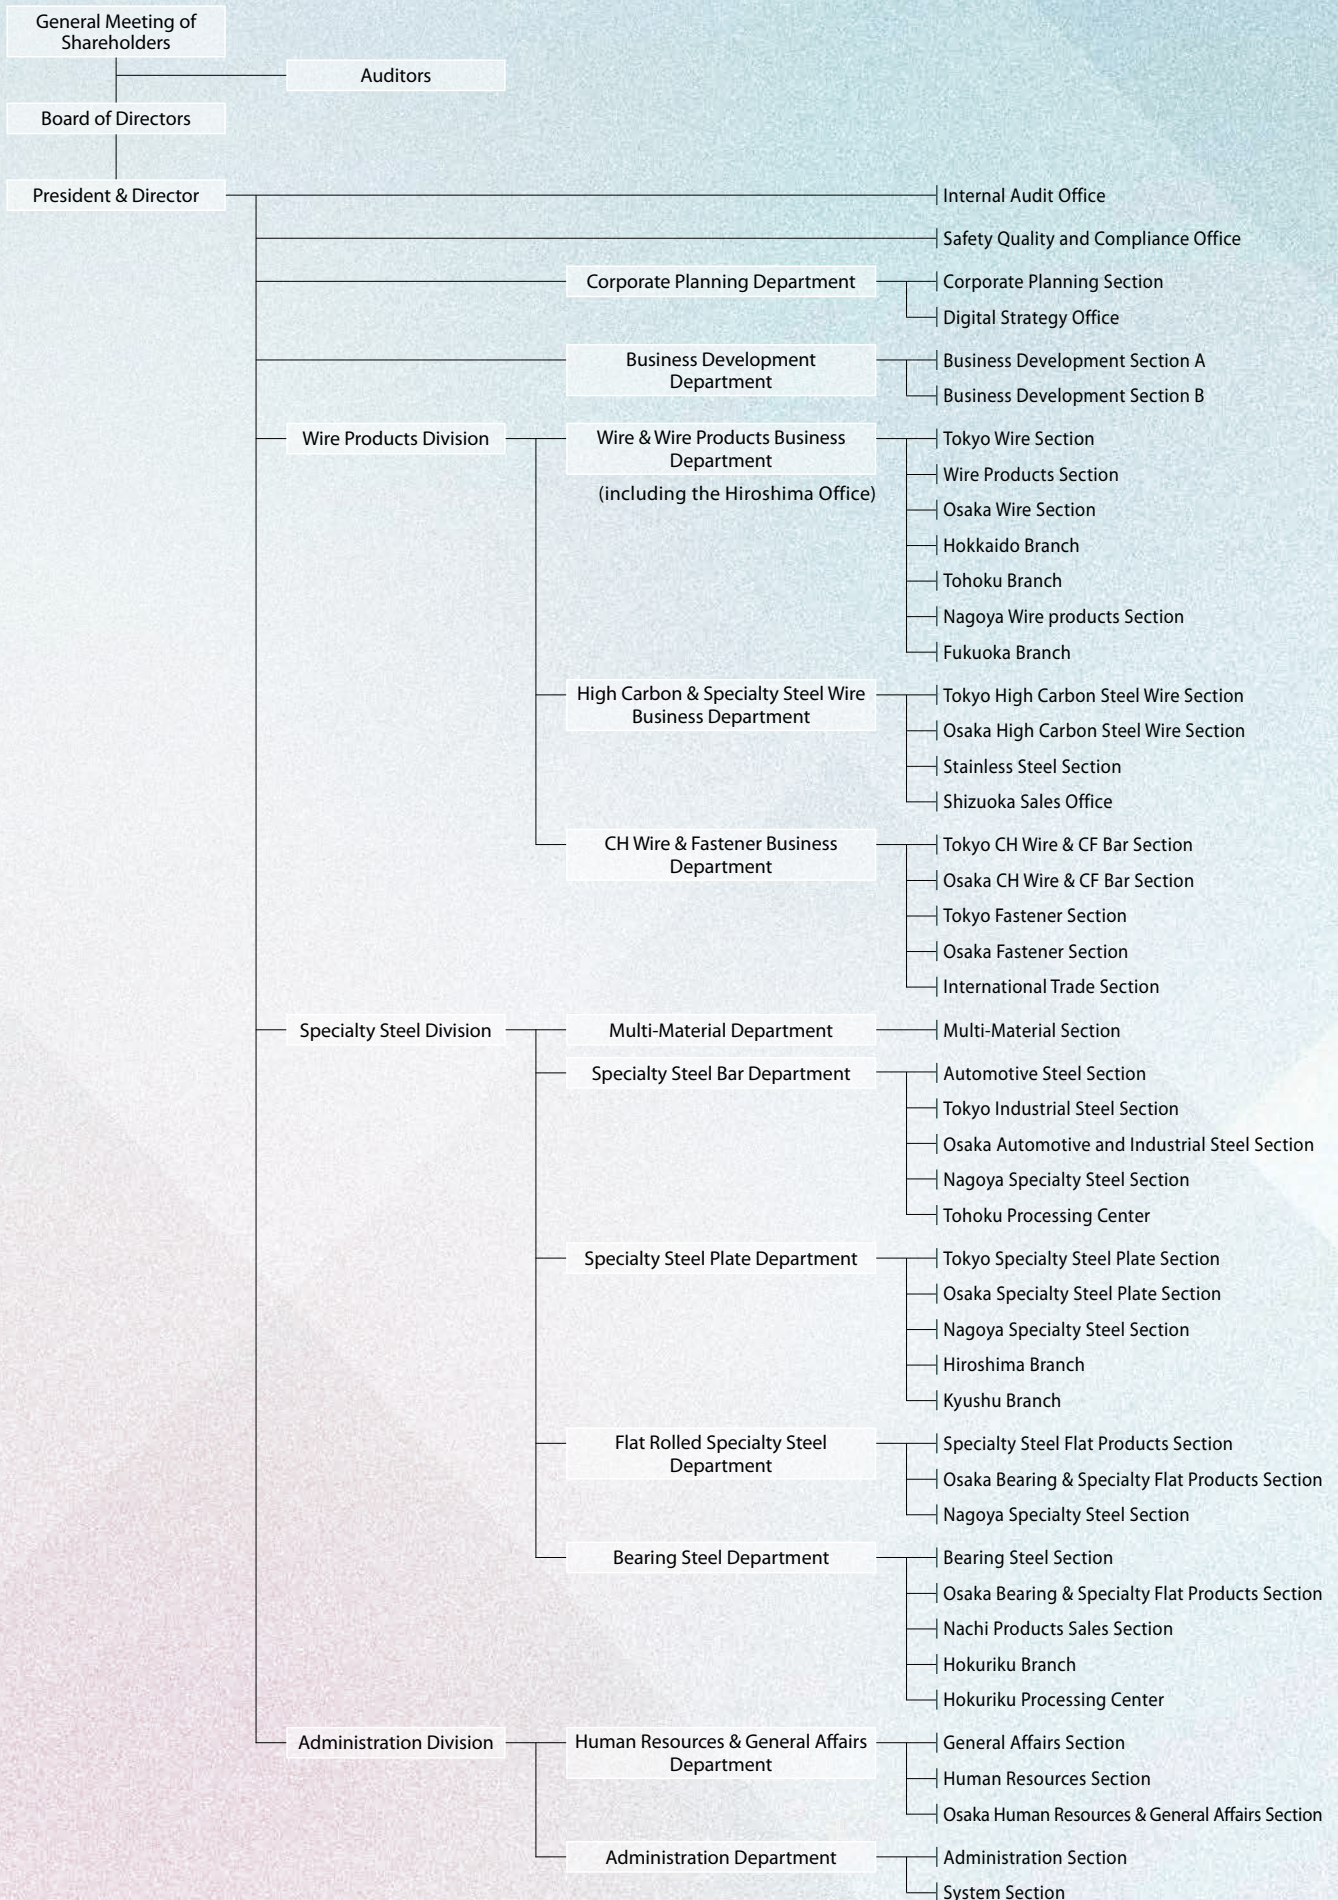 General Meeting of
Shareholders
Auditors
Board of Directors
President & Director
Internal Audit Office
Safety Quality and Compliance Office
Corporate Planning Department
Corporate Planning Section
Digital Strategy Office
Business Development
Department
Business Development Section A
Business Development Section B
Wire Products Division
Wire & Wire Products Business
Department
(including the Hiroshima Office)
Tokyo Wire Section
Wire Products Section
Osaka Wire Section
Hokkaido Branch
Tohoku Branch
Nagoya Wire products Section
Fukuoka Branch
High Carbon & Specialty Steel Wire
Business Department
Tokyo High Carbon Steel Wire Section
Osaka High Carbon Steel Wire Section
Stainless Steel Section
Shizuoka Sales Office
CH Wire & Fastener Business
Department
Tokyo CH Wire & CF Bar Section
Osaka CH Wire & CF Bar Section
Tokyo Fastener Section
Osaka Fastener Section
International Trade Section
Specialty Steel Division
Multi-Material Department
Multi-Material Section
Specialty Steel Bar Department
Automotive Steel Section
Tokyo Industrial Steel Section
Osaka Automotive and Industrial Steel Section
Nagoya Specialty Steel Section
Tohoku Processing Center
Specialty Steel Plate Department
Tokyo Specialty Steel Plate Section
Osaka Specialty Steel Plate Section
Nagoya Specialty Steel Section
Hiroshima Branch
Kyushu Branch
Flat Rolled Specialty Steel
Department
Specialty Steel Flat Products Section
Osaka Bearing & Specialty Flat Products Section
Nagoya Specialty Steel Section
Bearing Steel Department
Bearing Steel Section
Osaka Bearing & Specialty Flat Products Section
Nachi Products Sales Section
Hokuriku Branch
Hokuriku Processing Center
Administration Division
Human Resources & General Affairs
Department
General Affairs Section
Human Resources Section
Osaka Human Resources & General Affairs Section
Administration Department
Administration Section
System Section